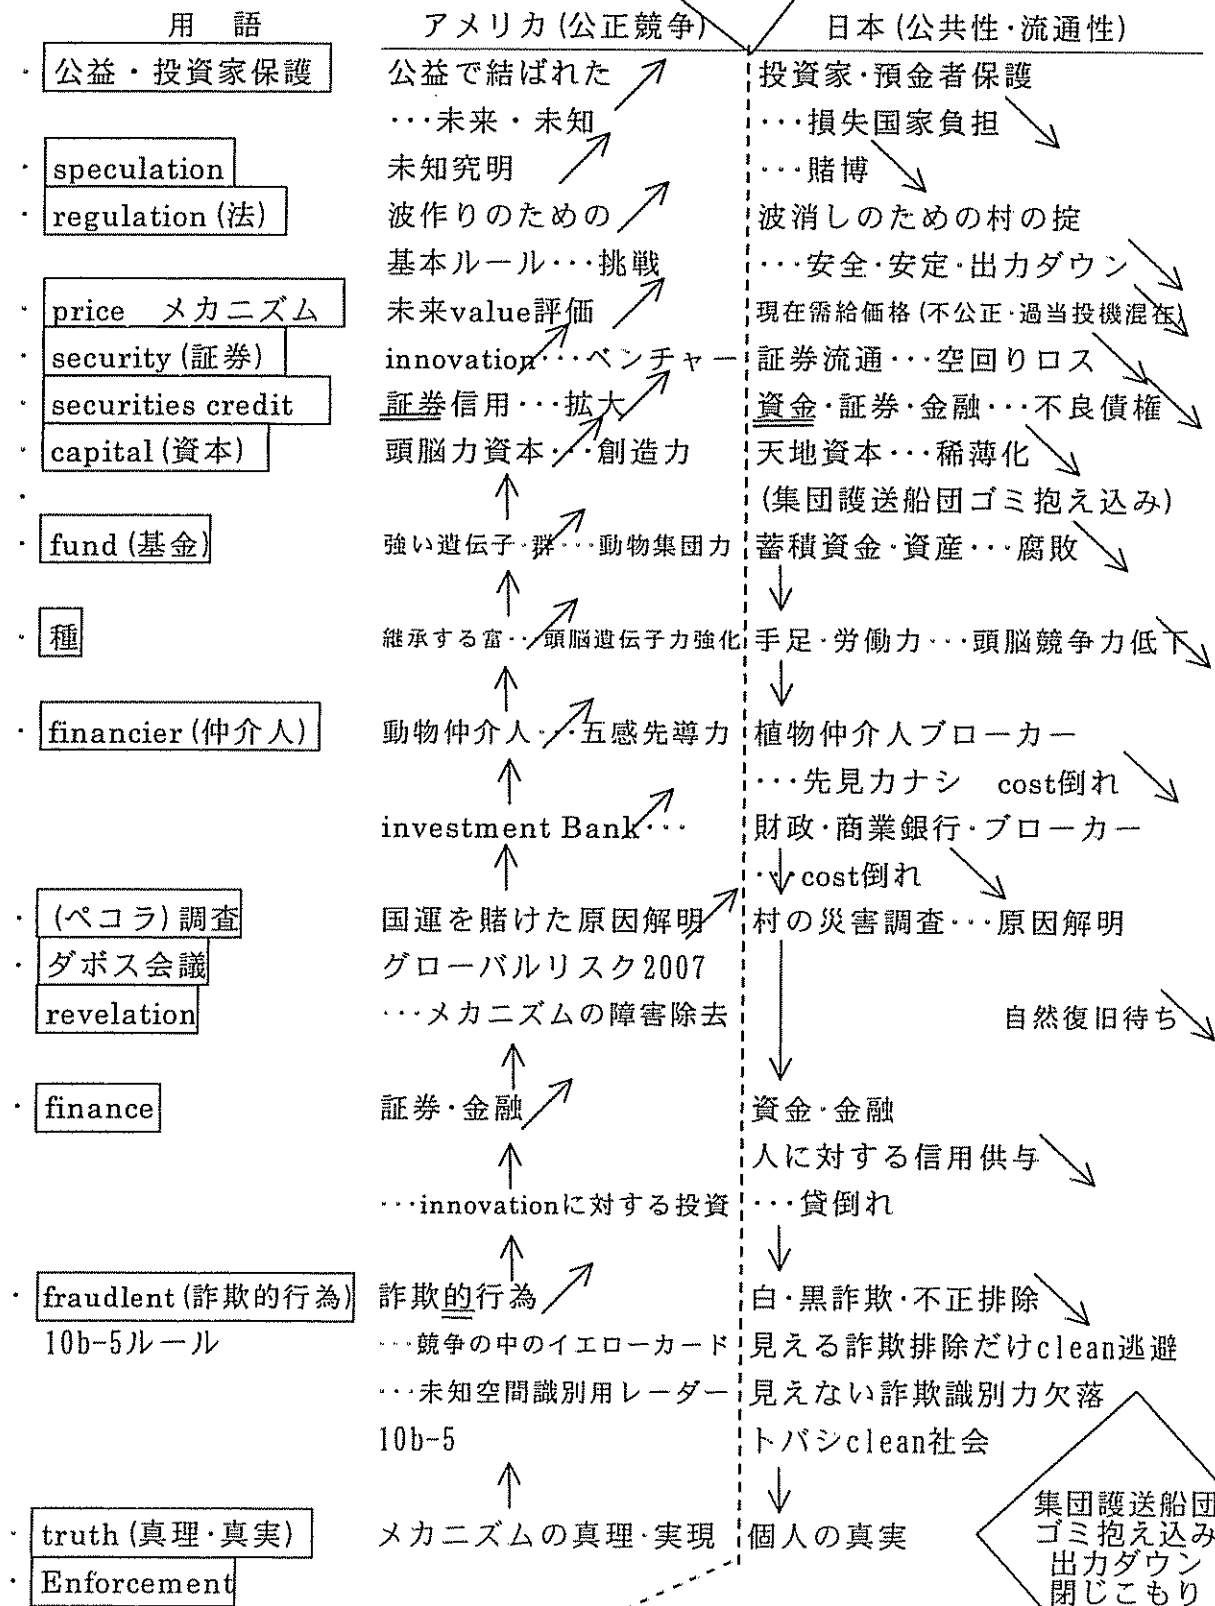 用 語 アメリカ(公正競争) 日本(公共性・流通性)
・ 公益・投資家保護 公益で結ばれた 投資家・預金者保護
…未来・未知 …損失国家負担
・ speculation 未知究明 …賭博
・ regulation(法) 波作りのための 波消しのための村の掟
基本ルール…挑戦 …安全・安定・出力ダウン
・ price メカニズム 未来value評価 現在需給価格(不公正・過当投機混在)
・ security(証券) innovation…ベンチャー 証券流通…空回りロス
・ securities credit 証券信用…拡大 資金・証券・金融…不良債権
・ capital(資本) 頭脳力資本…創造力 天地資本…稀薄化
・ (集団護送船団ゴミ抱え込み)
・ fund(基金) 強い遺伝子・群…動物集団力 蓄積資金・資産…腐敗
・ 種 継承する富…頭脳遺伝子力強化 手足・労働力…頭脳競争力低下
・ financier(仲介人) 動物仲介人…五感先導力 植物仲介人ブローカー
…先見力ナシ cost倒れ
investment Bank… 財政・商業銀行・ブローカー
…cost倒れ
・ (ペコラ)調査 国運を賭けた原因解明 村の災害調査…原因解明
・ ダボス会議 グローバルリスク2007
revelation …メカニズムの障害除去 自然復旧待ち
・ finance 証券・金融 資金・金融
人に対する信用供与
…innovationに対する投資 …貸倒れ
・ fraudlent(詐欺的行為) 詐欺的行為 白・黒詐欺・不正排除
10b-5ルール …競争の中のイエローカード 見える詐欺排除だけclean逃避
…未知空間識別用レーダー 見えない詐欺識別力欠落
10b-5 トバシclean社会
・ truth(真理・真実) メカニズムの真理・実現 個人の真実
・ Enforcement
集団護送船団
ゴミ抱え込み
出力ダウン
閉じこもり